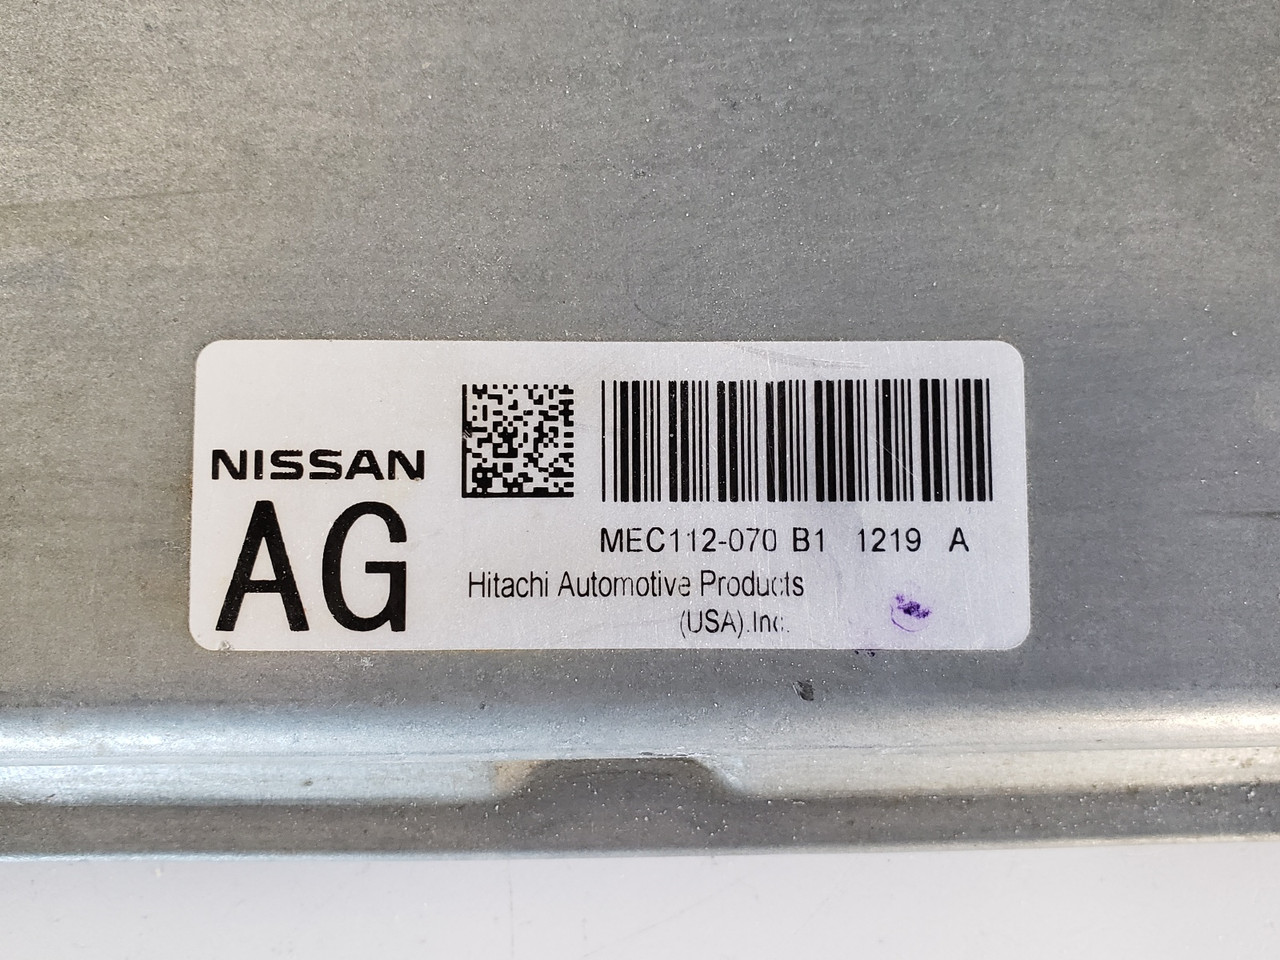 NISSAN
AG
MEC112-070 B1 1219 A
Hitachi Automotive Products
(USA).Inc.